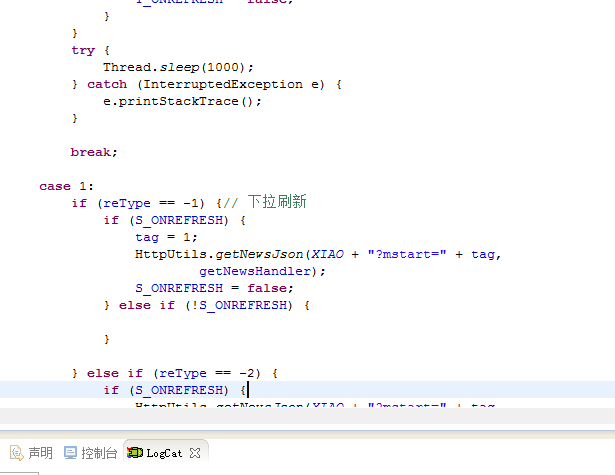 T_ONREFRESH = false;
}
}
try {
Thread.sleep(1000);
} catch (InterruptedException e) {
e.printStackTrace();
}
break;
case 1:
if (reType == -1) {// 下拉刷新
if (S_ONREFRESH) {
tag = 1;
HttpUtils.getNewsJson(XIAO + "?mstart=" + tag,
getNewsHandler);
S_ONREFRESH = false;
} else if (!S_ONREFRESH) {
}
} else if (reType == -2) {
if (S_ONREFRESH) {
HttpUtils.getNewsJson(XIAO + "?mstart=" + tag
声明 控制台 LogCat